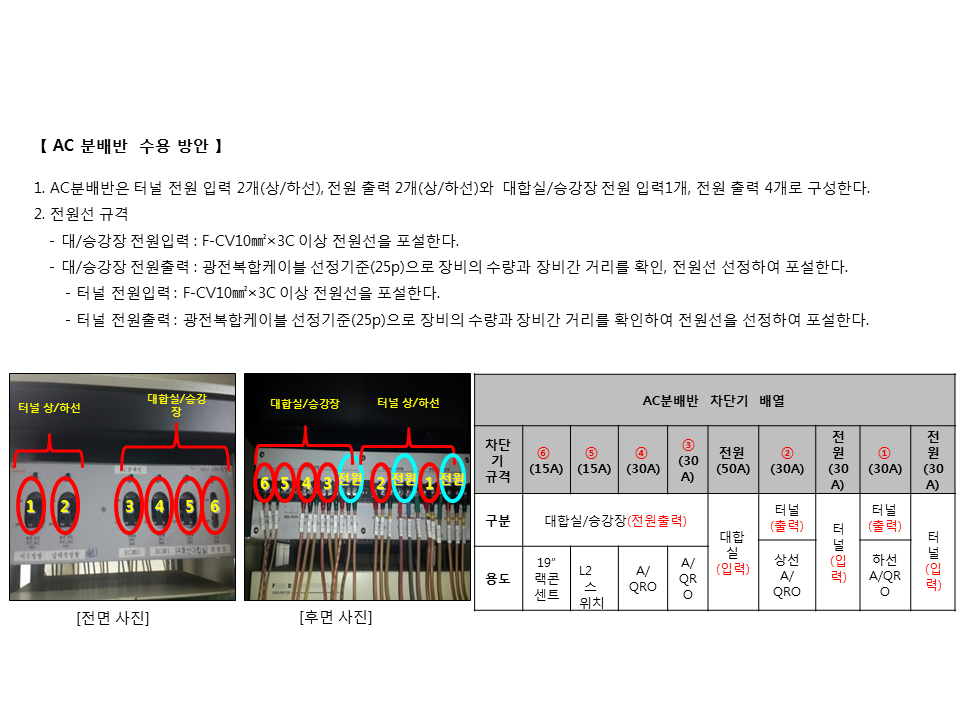 【 AC 분배반 수용 방안 】
1. AC분배반은 터널 전원 입력 2개(상/하선), 전원 출력 2개(상/하선)와 대합실/승강장 전원 입력1개, 전원 출력 4개로 구성한다.
2. 전원선 규격
- 대/승강장 전원입력 : F-CV10㎟×3C 이상 전원선을 포설한다.
- 대/승강장 전원출력 : 광전복합케이블 선정기준(25p)으로 장비의 수량과 장비간 거리를 확인, 전원선 선정하여 포설한다.
- 터널 전원입력 : F-CV10㎟×3C 이상 전원선을 포설한다.
- 터널 전원출력 : 광전복합케이블 선정기준(25p)으로 장비의 수량과 장비간 거리를 확인하여 전원선을 선정하여 포설한다.
터널 상/하선
대합실/승강
장
1 2 3 4 5 6
[전면 사진]
대합실/승강장
터널 상/하선
6 5 4 3 전원 2 전원 1 전원
[후면 사진]
AC분배반 차단기 배열
차단
기
규격
⑥
(15A)
⑤
(15A)
④
(30A)
③
(30
A)
전원
(50A)
②
(30A)
전
원
(30
A)
①
(30A)
전
원
(30
A)
구분
대합실/승강장(전원출력)
대합
실
(입력)
터널
(출력)
터
널
(입
력)
터널
(출력)
터
널
(입
력)
용도
19”
랙콘
센트
L2
스
위치
A/
QRO
A/
QR
O
상선
A/
QRO
하선
A/QR
O